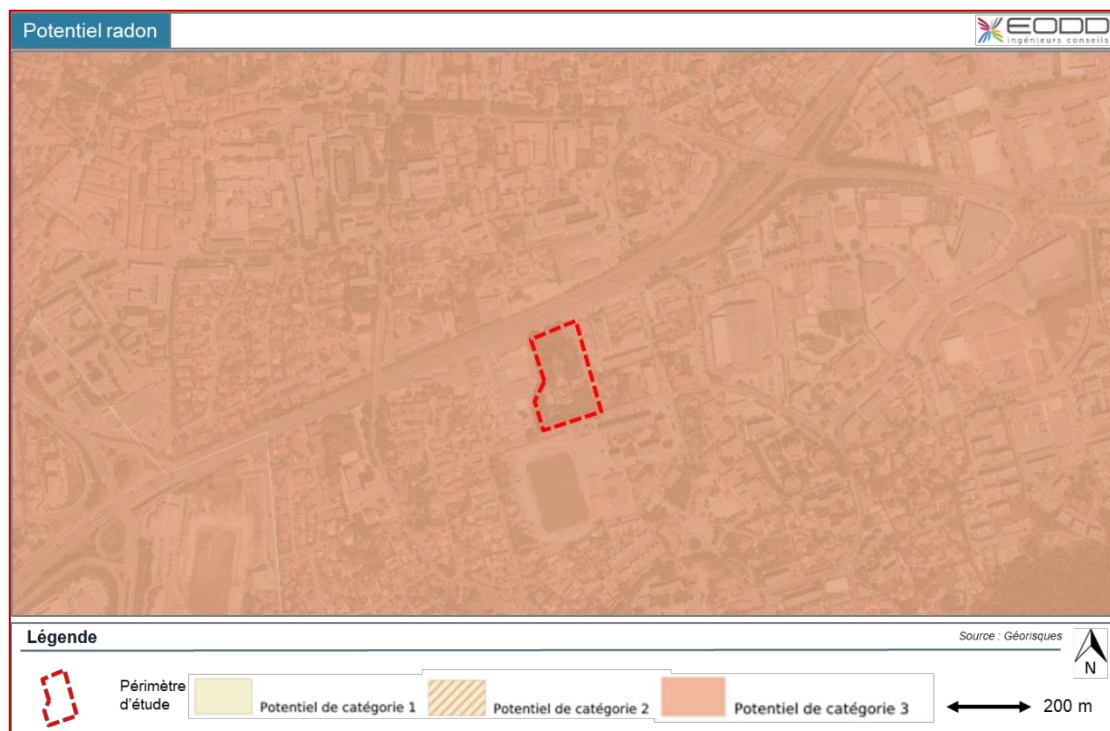 Potentiel radon
EODD
ingénieurs conseils
Légende
Source : Géorisques
N
Périmètre
d'étude
Potentiel de catégorie 1
Potentiel de catégorie 2
Potentiel de catégorie 3
200 m